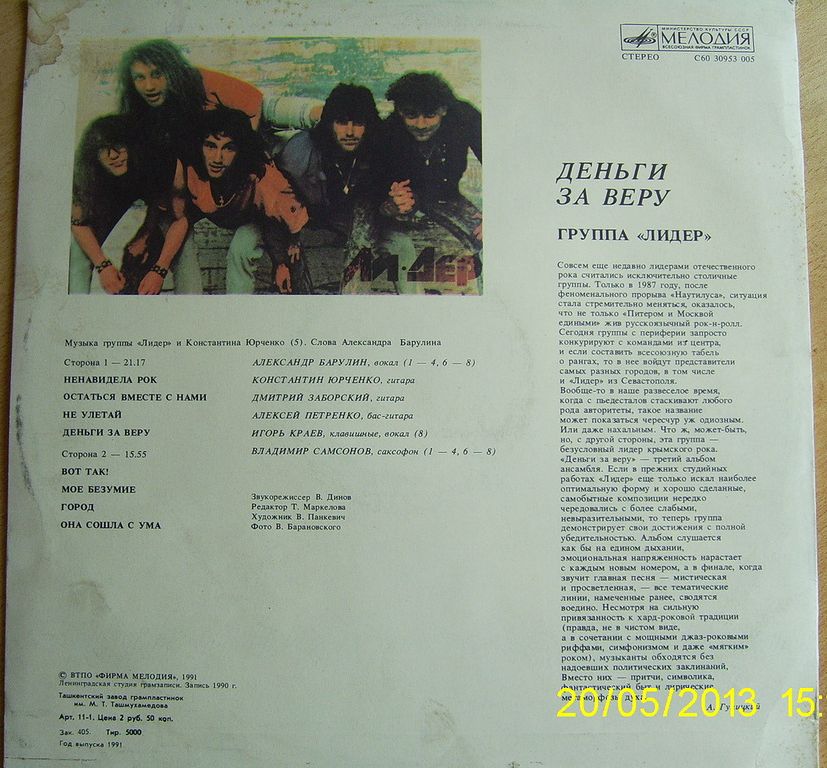 МИНИСТЕРСТВО КУЛЬТУРЫ СССР
МЕЛОДИЯ
ВСЕСОЮЗНАЯ ФИРМА ГРАМПЛАСТИНОК
СТЕРЕО С60 30953 005
ЛИ·ДЕР
ДЕНЬГИ
ЗА ВЕРУ
ГРУППА «ЛИДЕР»
Музыка группы «Лидер» и Константина Юрченко (5). Слова Александра Барулина
Сторона 1 — 21.17
НЕНАВИДЕЛА РОК
ОСТАТЬСЯ ВМЕСТЕ С НАМИ
НЕ УЛЕТАЙ
ДЕНЬГИ ЗА ВЕРУ
Сторона 2 — 15.55
ВОТ ТАК!
МОЕ БЕЗУМИЕ
ГОРОД
ОНА СОШЛА С УМА
АЛЕКСАНДР БАРУЛИН, вокал (1 — 4, 6 — 8)
КОНСТАНТИН ЮРЧЕНКО, гитара
ДМИТРИЙ ЗАБОРСКИЙ, гитара
АЛЕКСЕЙ ПЕТРЕНКО, бас-гитара
ИГОРЬ КРАЕВ, клавишные, вокал (8)
ВЛАДИМИР САМСОНОВ, саксофон (1 — 4, 6 — 8)
Звукорежиссер В. Динов
Редактор Т. Маркелова
Художник В. Панкевич
Фото В. Барановского
Совсем еще недавно лидерами отечественного
рока считались исключительно столичные
группы. Только в 1987 году, после
феноменального прорыва «Наутилуса», ситуация
стала стремительно меняться, оказалось,
что не только «Питером и Москвой
едиными» жив русскоязычный рок-н-ролл.
Сегодня группы с периферии запросто
конкурируют с командами из центра,
и если составить всесоюзную табель
о рангах, то в нее войдут представители
самых разных городов, в том числе
и «Лидер» из Севастополя.
Вообще-то в наше развеселое время,
когда с пьедесталов стаскивают любого
рода авторитеты, такое название
может показаться чересчур уж одиозным.
Или даже нахальным. Что ж, может-быть,
но, с другой стороны, эта группа —
безусловный лидер крымского рока.
«Деньги за веру» — третий альбом
ансамбля. Если в прежних студийных
работах «Лидер» еще только искал наиболее
оптимальную форму и хорошо сделанные,
самобытные композиции нередко
чередовались с более слабыми,
невыразительными, то теперь группа
демонстрирует свои достижения с полной
убедительностью. Альбом слушается
как бы на едином дыхании,
эмоциональная напряженность нарастает
с каждым новым номером, а в финале, когда
звучит главная песня — мистическая
и просветленная, — все тематические
линии, намеченные ранее, сводятся
воедино. Несмотря на сильную
привязанность к хард-роковой традиции
(правда, не в чистом виде,
а в сочетании с мощными джаз-роковыми
риффами, симфонизмом и даже «мягким»
роком), музыканты обходятся без
надоевших политических заклинаний,
Вместо них — притчи, символика,
фантастический быт и лирические
метаморфозы духа.
А. Гуницкий
© ВТПО «ФИРМА МЕЛОДИЯ», 1991
Ленинградская студия грамзаписи. Запись 1990 г.
Ташкентский завод грампластинок
им. М. Т. Ташмухамедова
Арт. 11-1, Цена 2 руб. 50 коп.
Зак. 405. Тир. 5000
Год выпуска 1991
20/05/2013 15: